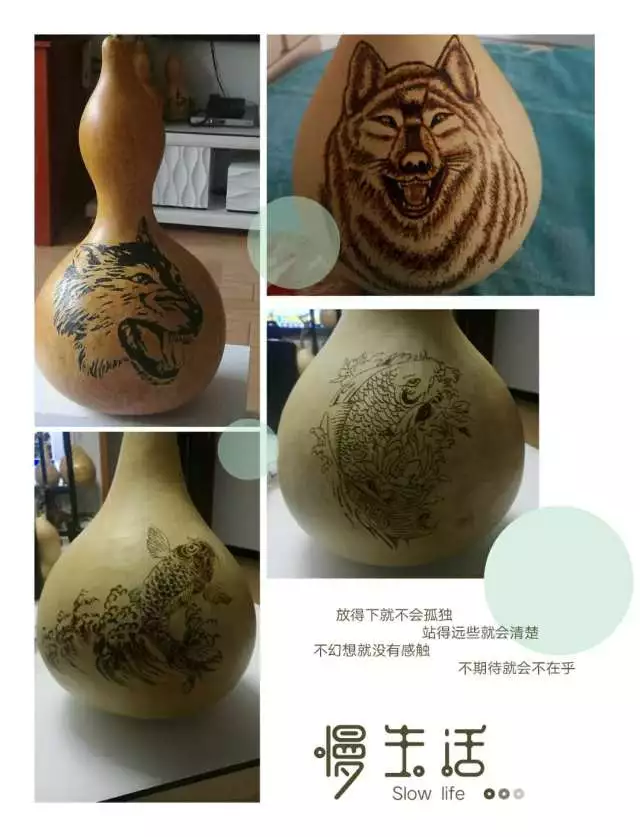 放得下就不会孤独
站得远些就会清楚
不幻想就没有感触
不期待就会不在乎
慢生活
Slow life